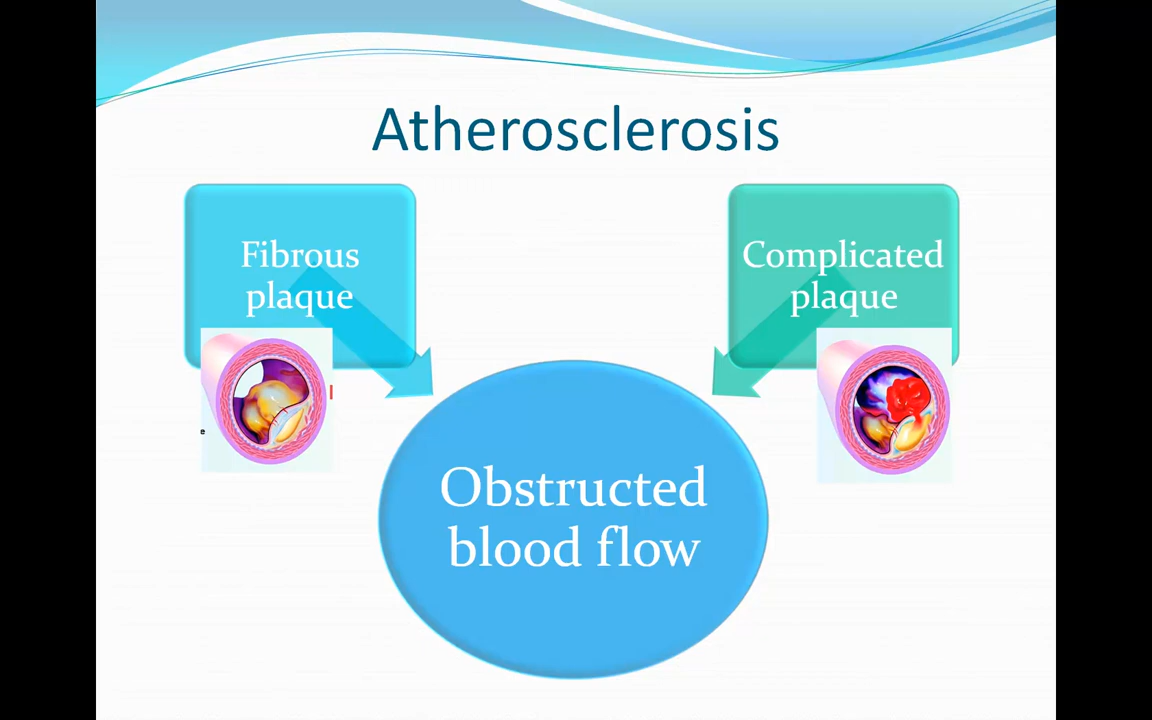 Atherosclerosis
Fibrous
plaque
Complicated
plaque
e
Obstructed
blood flow